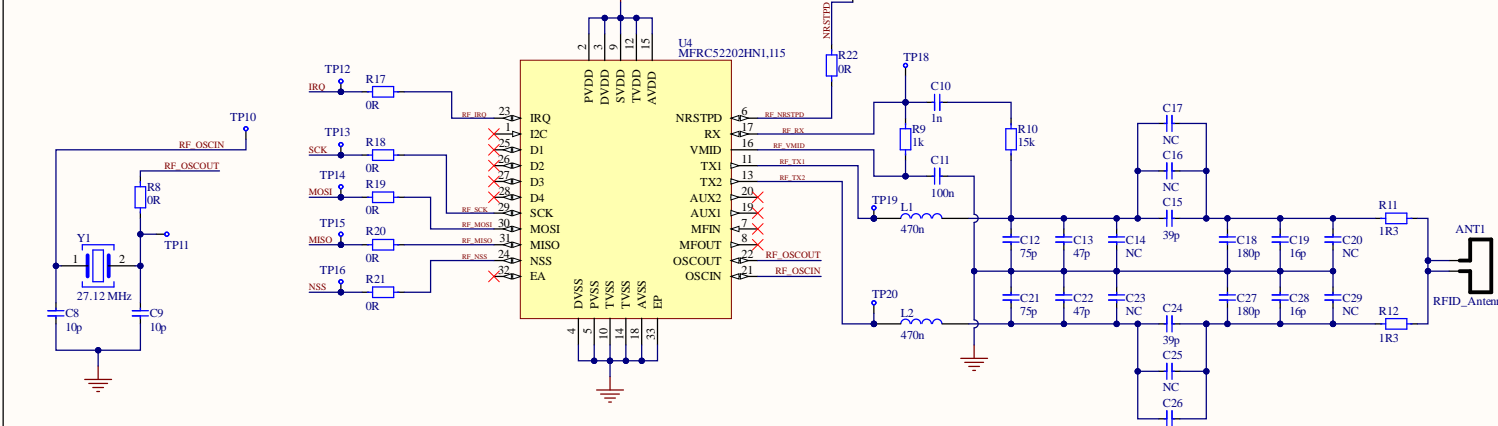 NRSTPD
U4
MFRC52202HN1,115
2
3
9
12
15
PVDD
DVDD
SVDD
TVDD
AVDD
R22
0R
TP18
C10
1n
R9
1k
R10
15k
C11
100n
TP12
IRQ
R17
0R
RF_IRQ
23
IRQ
1
I2C
25
D1
26
D2
27
D3
28
D4
29
SCK
30
MOSI
31
MISO
24
NSS
32
EA
NRSTPD
6
RF_NRSTPD
RX
17
RF_RX
VMID
16
RF_VMID
TX1
11
RF_TX1
TX2
13
RF_TX2
AUX2
20
AUX1
19
MFIN
7
MFOUT
8
OSCOUT
22
RF_OSCOUT
OSCIN
21
RF_OSCIN
DVSS
PVSS
TVSS
TVSS
AVSS
EP
4
5
10
14
18
33
TP10
RF_OSCIN
RF_OSCOUT
R8
0R
TP11
Y1
1
2
27.12 MHz
C8
10p
C9
10p
TP13
SCK
R18
0R
RF_SCK
TP14
MOSI
R19
0R
RF_MOSI
TP15
MISO
R20
0R
RF_MISO
TP16
NSS
R21
0R
RF_NSS
TP19
L1
470n
TP20
L2
470n
C17
NC
C16
NC
C15
39p
C12
75p
C13
47p
C14
NC
C18
180p
C19
16p
C20
NC
R11
1R3
ANT1
RFID_Antenn
C21
75p
C22
47p
C23
NC
C24
39p
C27
180p
C28
16p
C29
NC
R12
1R3
C25
NC
C26